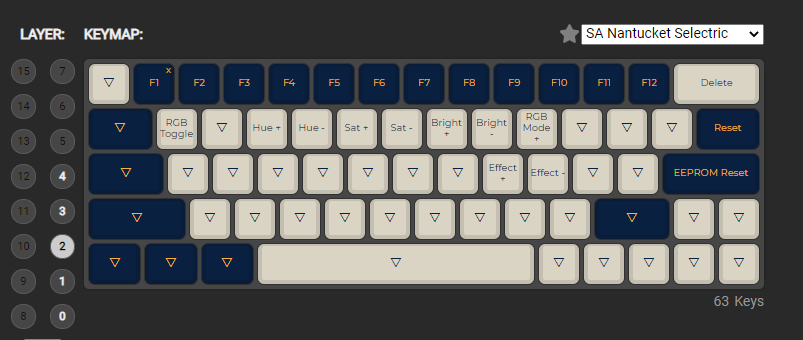 LAYER: KEYMAP: SA Nantucket Selectric
15 7 ▽ F1 x F2 F3 F4 F5 F6 F7 F8 F9 F10 F11 F12 Delete
14 6 ▽ RGB Toggle ▽ Hue + Hue - Sat + Sat - Bright + Bright - RGB Mode + ▽ ▽ ▽ Reset
13 5
12 4 ▽ ▽ ▽ ▽ ▽ ▽ ▽ ▽ Effect + Effect - ▽ ▽ EEPROM Reset
11 3 ▽ ▽ ▽ ▽ ▽ ▽ ▽ ▽ ▽ ▽ ▽ ▽ ▽
10 2
9 1 ▽ ▽ ▽ ▽ ▽ ▽ ▽ ▽ ▽
8 0
63 Keys